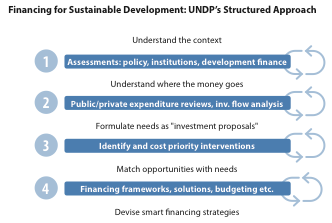 Financing for Sustainable Development: UNDP's Structured Approach
Understand the context
1 Assessments: policy, institutions, development finance
Understand where the money goes
2 Public/private expenditure reviews, inv. flow analysis
Formulate needs as "investment proposals"
3 Identify and cost priority interventions
Match opportunities with needs
4 Financing frameworks, solutions, budgeting etc.
Devise smart financing strategies